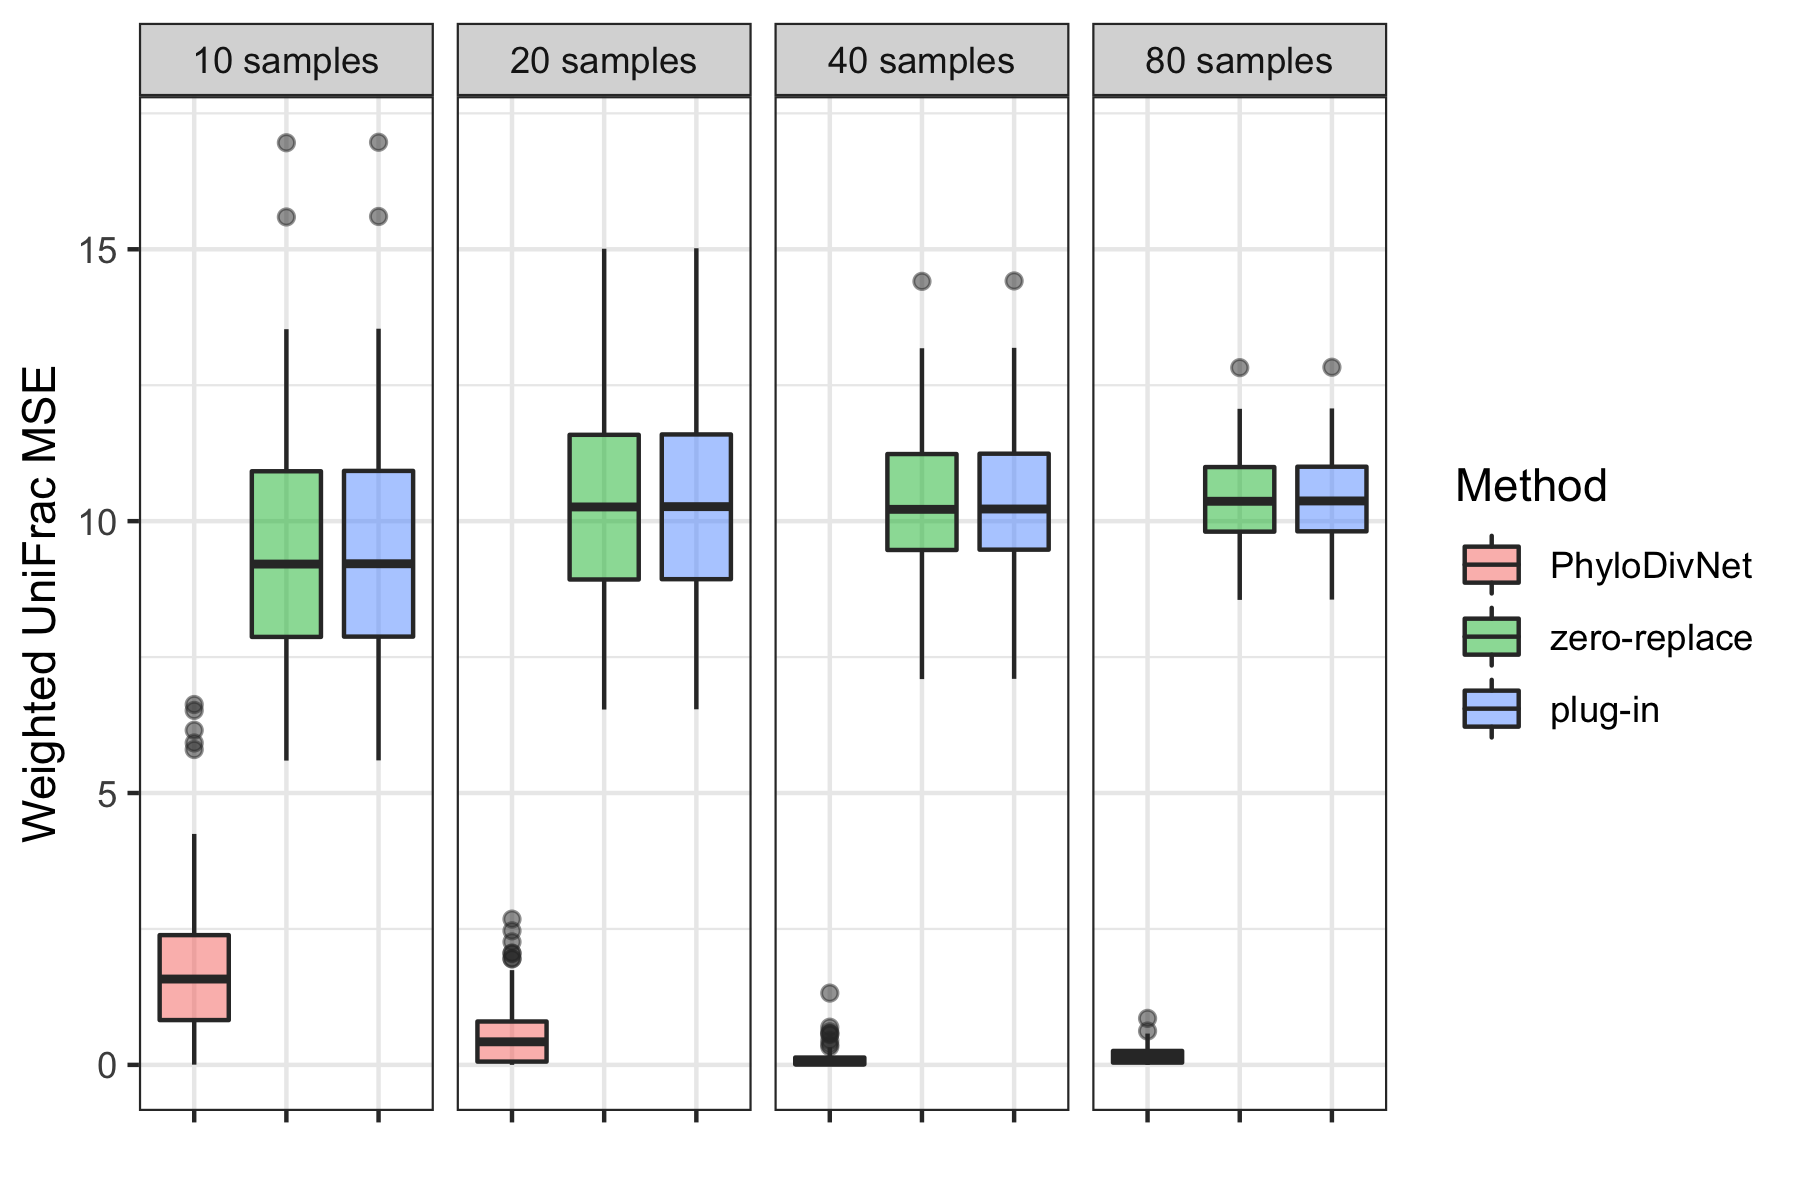 10 samples
20 samples
40 samples
80 samples
Weighted UniFrac MSE
15
10
5
0
Method
PhyloDivNet
zero-replace
plug-in